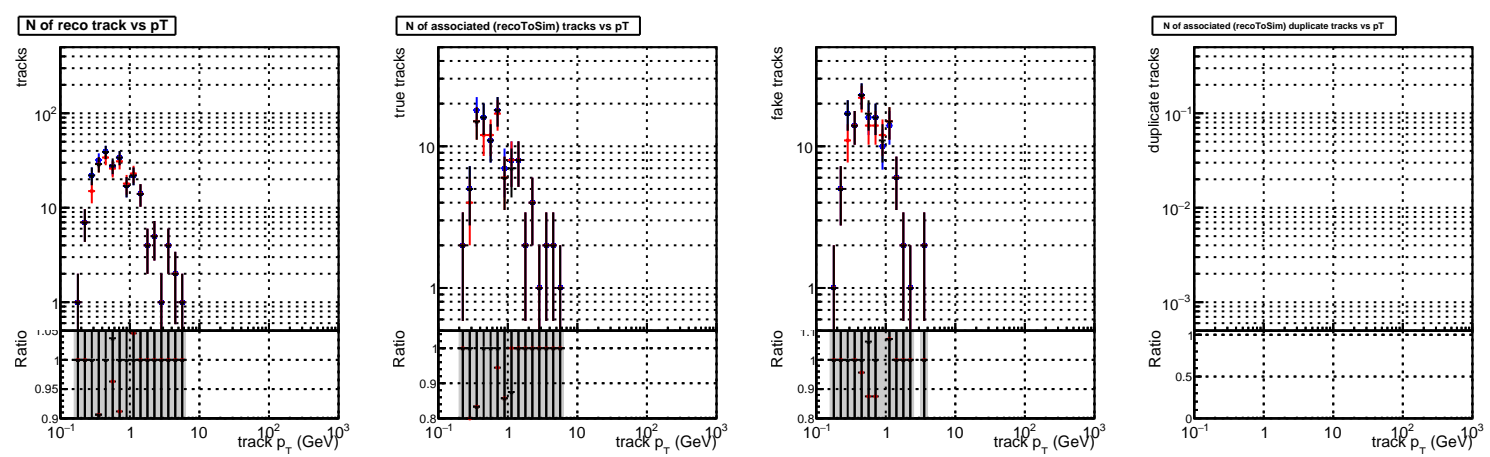 N of reco track vs pT
tracks
10²
10
1
Ratio
1.05
1
0.95
0.9
10⁻¹ 1 10 10² 10³
track p_T (GeV)
N of associated (recoToSim) tracks vs pT
true tracks
10
1
Ratio
1
0.9
0.8
10⁻¹ 1 10 10² 10³
track p_T (GeV)
fake tracks
10
1
Ratio
1.1
1
0.9
0.8
10⁻¹ 1 10 10² 10³
track p_T (GeV)
N of associated (recoToSim) duplicate tracks vs pT
duplicate tracks
10⁻¹
10⁻²
10⁻³
Ratio
1
0.5
0
10⁻¹ 1 10 10² 10³
track p_T (GeV)